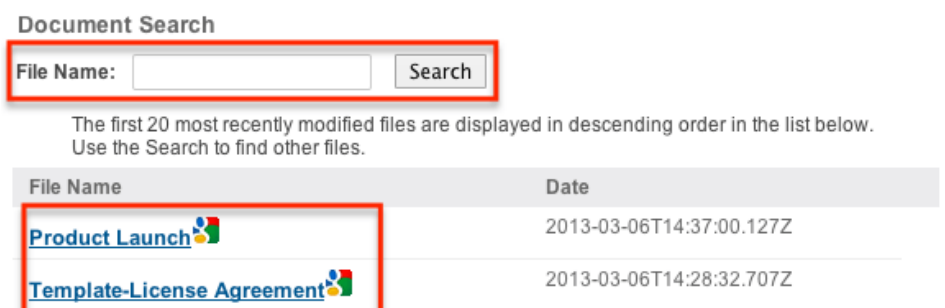 Document Search
File Name: Search
The first 20 most recently modified files are displayed in descending order in the list below.
Use the Search to find other files.
File Name Date
Product Launch 2013-03-06T14:37:00.127Z
Template-License Agreement 2013-03-06T14:28:32.707Z